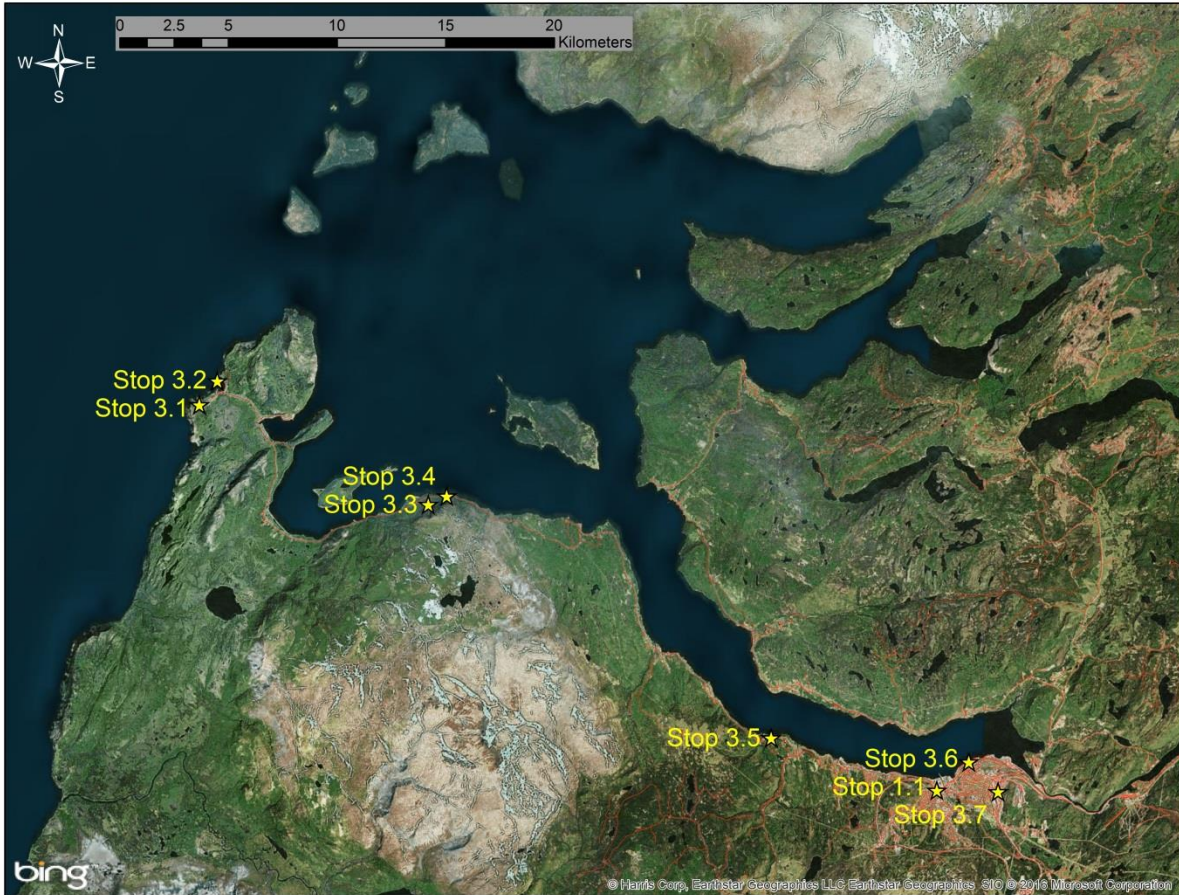 0 2.5 5 10 15 20
Kilometers
N
W E
S
Stop 3.2
Stop 3.1
Stop 3.4
Stop 3.3
Stop 3.5
Stop 3.6
Stop 1.1
Stop 3.7
bing
© Harris Corp, Earthstar Geographics LLC Earthstar Geographics SIO © 2016 Microsoft Corporation